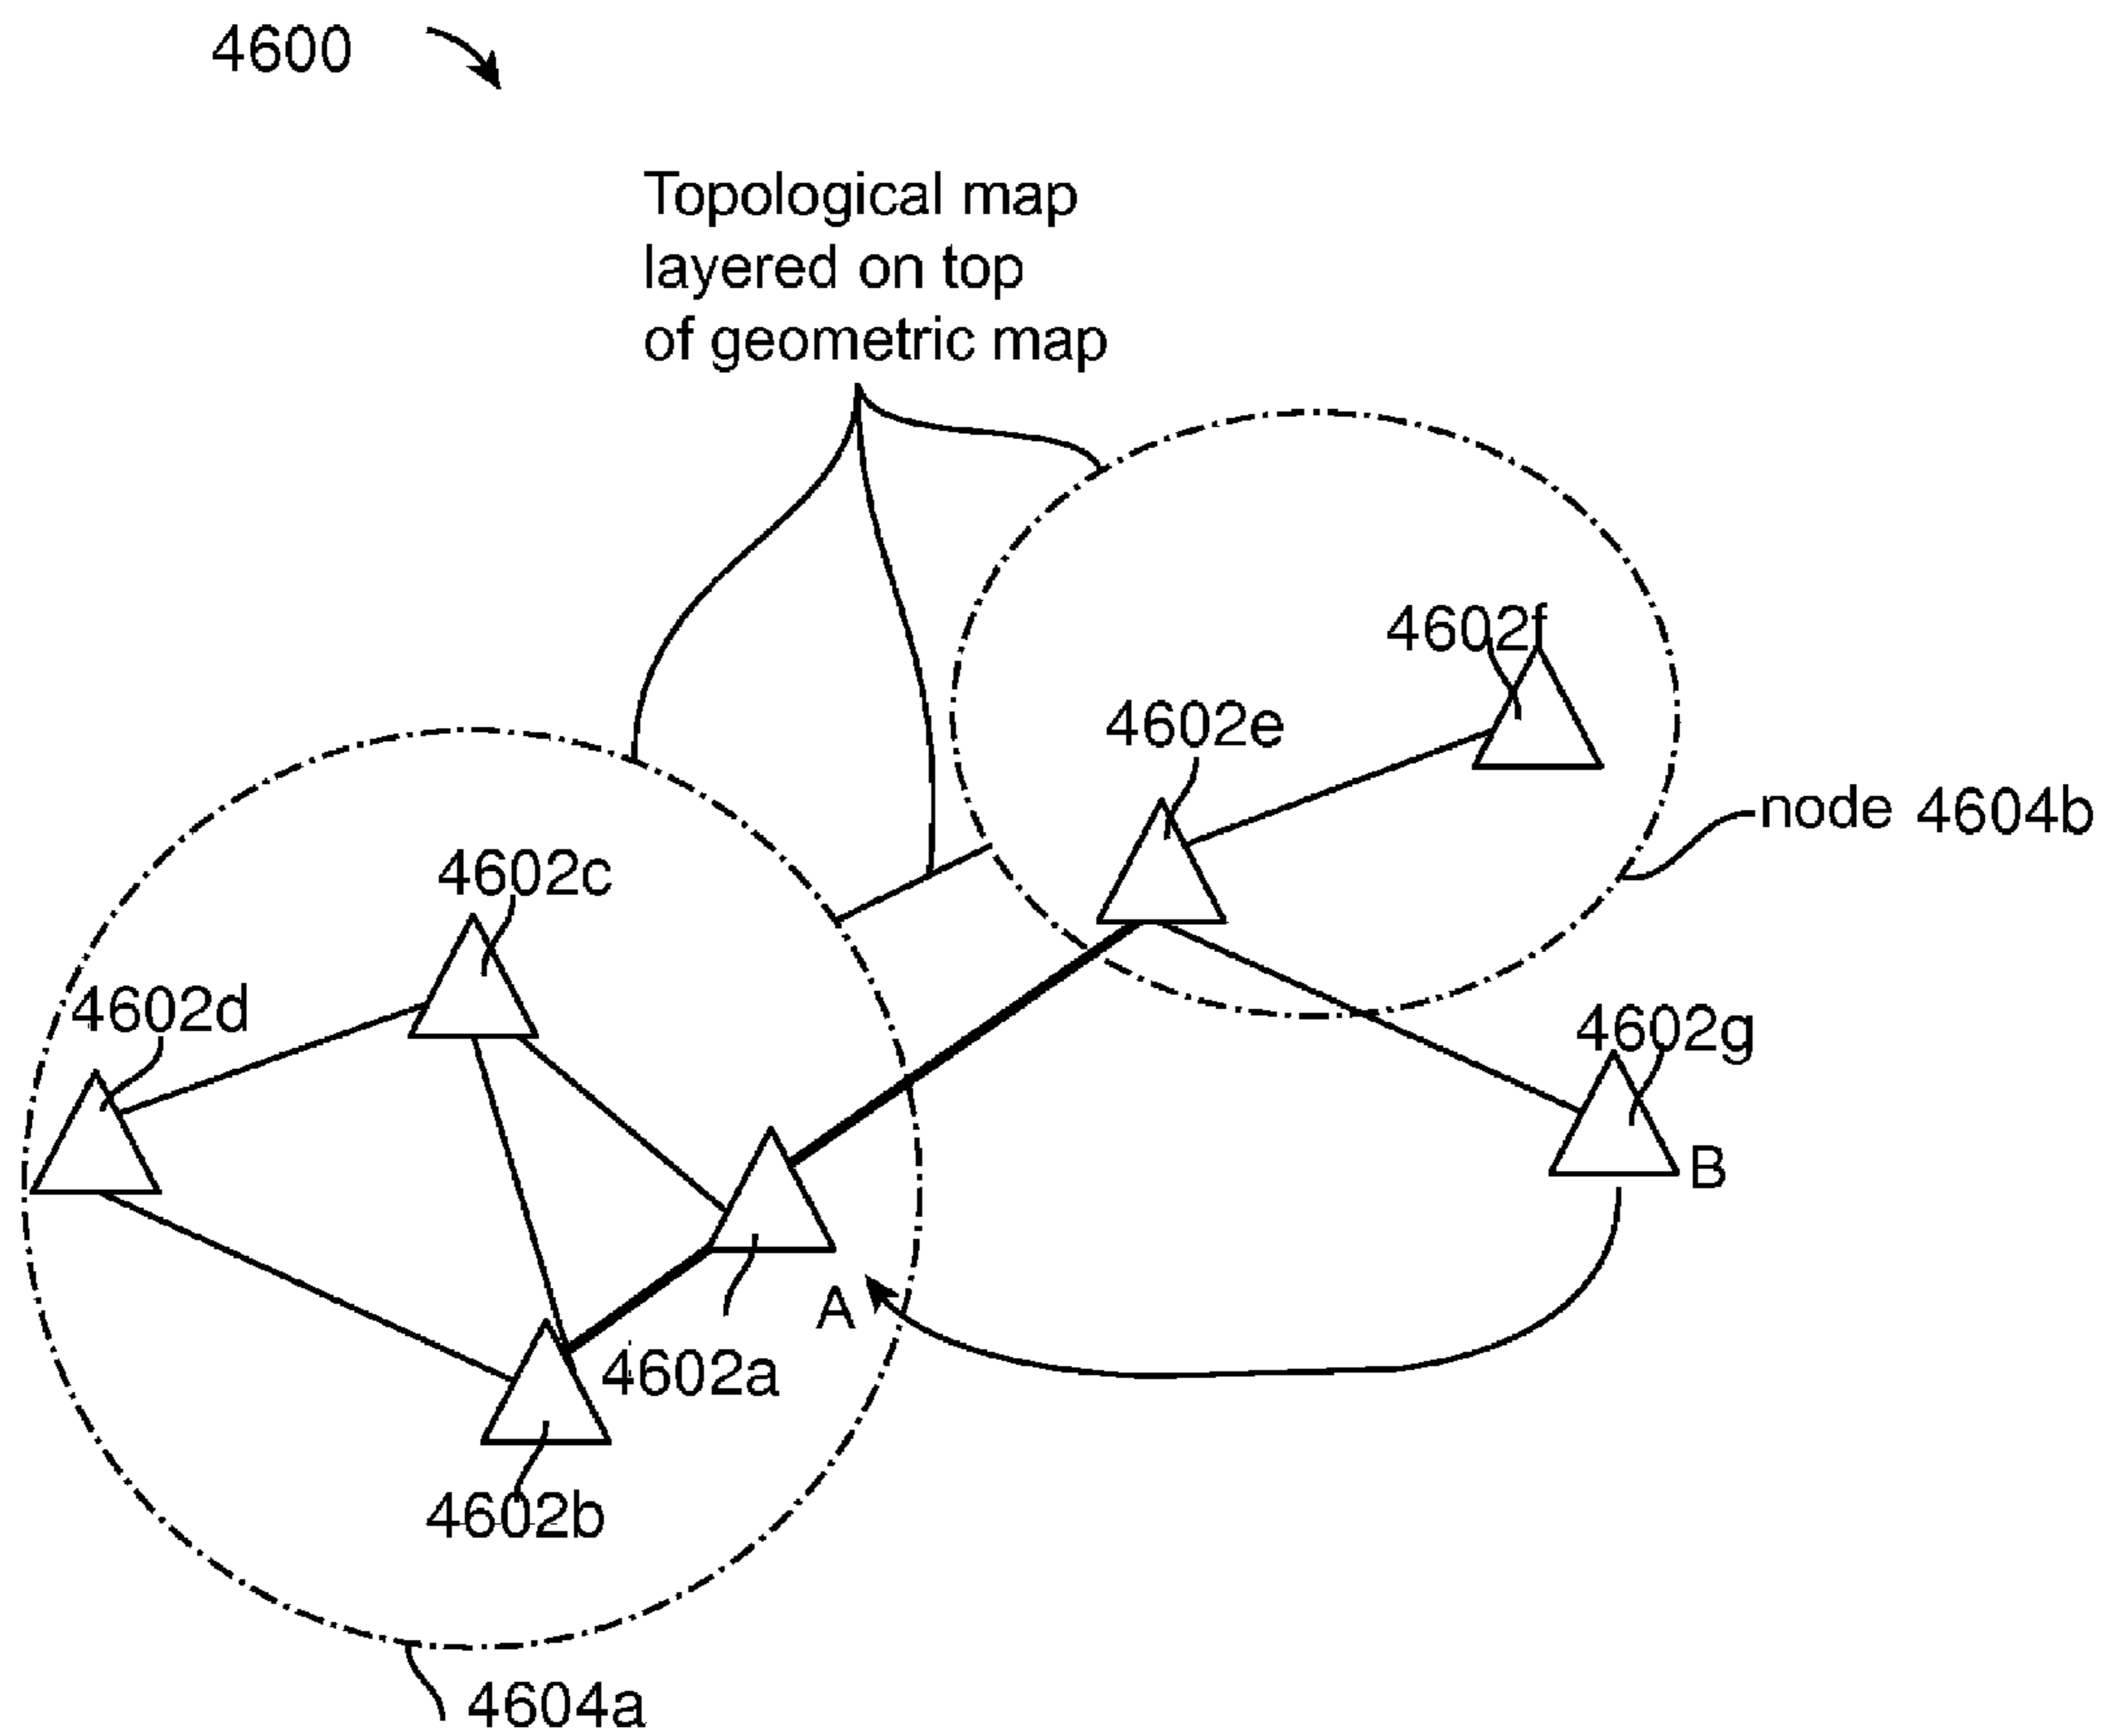 4600
Topological map
layered on top
of geometric map
4602f
4602e
node 4604b
4602c
4602d
4602g
B
A
4602a
4602b
4604a